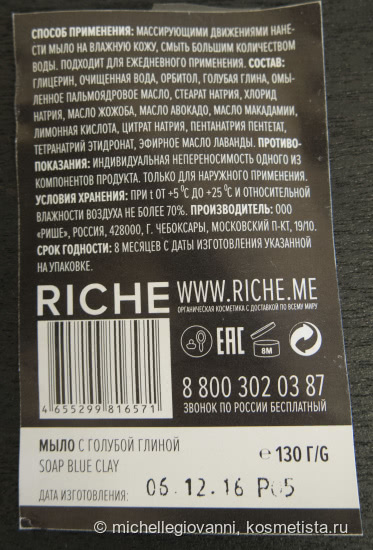 СПОСОБ ПРИМЕНЕНИЯ: МАССИРУЮЩИМИ ДВИЖЕНИЯМИ НАНЕ-
СТИ МЫЛО НА ВЛАЖНУЮ КОЖУ, СМЫТЬ БОЛЬШИМ КОЛИЧЕСТВОМ
ВОДЫ. ПОДХОДИТ ДЛЯ ЕЖЕДНЕВНОГО ПРИМЕНЕНИЯ. СОСТАВ:
ГЛИЦЕРИН, ОЧИЩЕННАЯ ВОДА, ОРБИТОЛ, ГОЛУБАЯ ГЛИНА, ОМЫ-
ЛЕННОЕ ПАЛЬМОЯДРОВОЕ МАСЛО, СТЕАРАТ НАТРИЯ, ХЛОРИД
НАТРИЯ, МАСЛО ЖОЖОБА, МАСЛО АВОКАДО, МАСЛО МАКАДАМИИ,
ЛИМОННАЯ КИСЛОТА, ЦИТРАТ НАТРИЯ, ПЕНТАНАТРИЯ ПЕНТЕТАТ,
ТЕТРАНАТРИЙ ЭТИДРОНАТ, ЭФИРНОЕ МАСЛО ЛАВАНДЫ. ПРОТИВО-
ПОКАЗАНИЯ: ИНДИВИДУАЛЬНАЯ НЕПЕРЕНОСИМОСТЬ ОДНОГО ИЗ
КОМПОНЕНТОВ ПРОДУКТА. ТОЛЬКО ДЛЯ НАРУЖНОГО ПРИМЕНЕНИЯ.
УСЛОВИЯ ХРАНЕНИЯ: ПРИ t ОТ +5 °C ДО +25 °C И ОТНОСИТЕЛЬНОЙ
ВЛАЖНОСТИ ВОЗДУХА НЕ БОЛЕЕ 70%. ПРОИЗВОДИТЕЛЬ: ООО
«РИШЕ», РОССИЯ, 428000, Г. ЧЕБОКСАРЫ, МОСКОВСКИЙ П-КТ, 19/10.
СРОК ГОДНОСТИ: 8 МЕСЯЦЕВ С ДАТЫ ИЗГОТОВЛЕНИЯ УКАЗАННОЙ
НА УПАКОВКЕ.
RICHE WWW.RICHE.ME
ОРГАНИЧЕСКАЯ КОСМЕТИКА С ДОСТАВКОЙ ПО ВСЕМУ МИРУ
EAC 8M
8 800 302 03 87
ЗВОНОК ПО РОССИИ БЕСПЛАТНЫЙ
4 655299 816571
МЫЛО С ГОЛУБОЙ ГЛИНОЙ ℮ 130 Г/G
SOAP BLUE CLAY
ДАТА ИЗГОТОВЛЕНИЯ: 06.12.16 P05
© michellegiovanni, kosmetista.ru